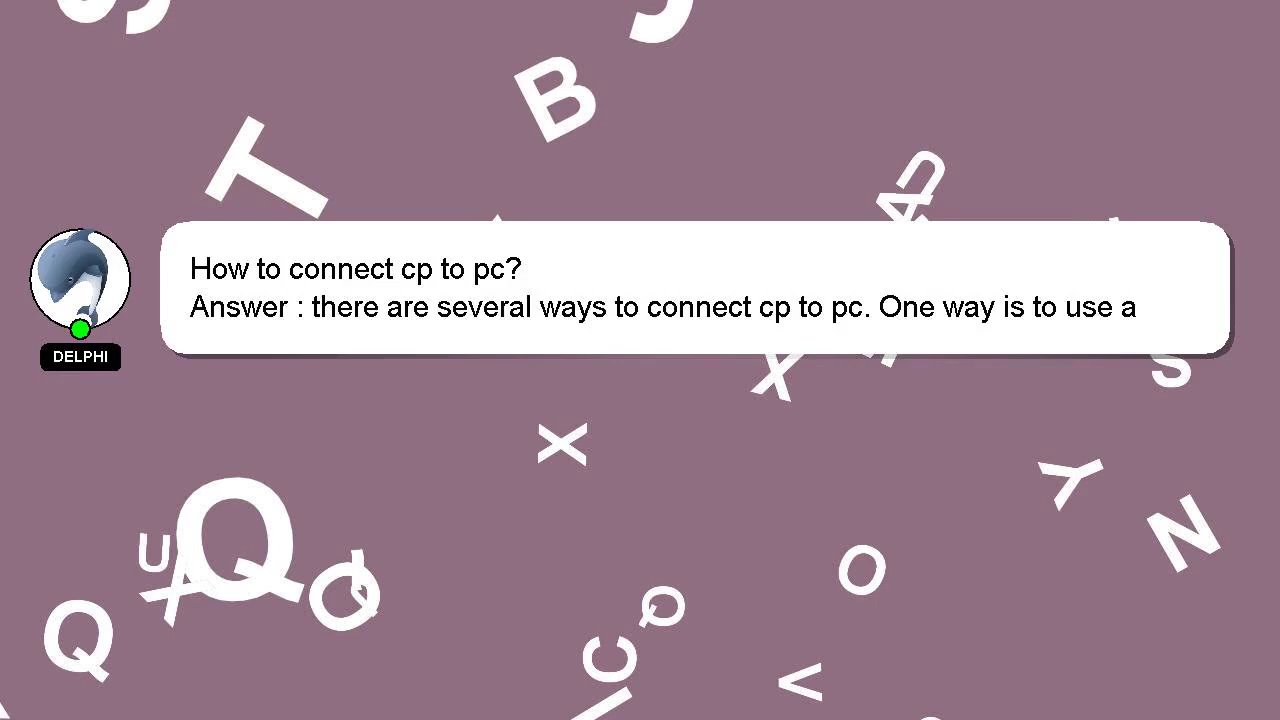 B
T
U
A
How to connect cp to pc?
Answer : there are several ways to connect cp to pc. One way is to use a
DELPHI
X
S
X
Y
Q
N
U
X
O
Q
Q
Q
C
V